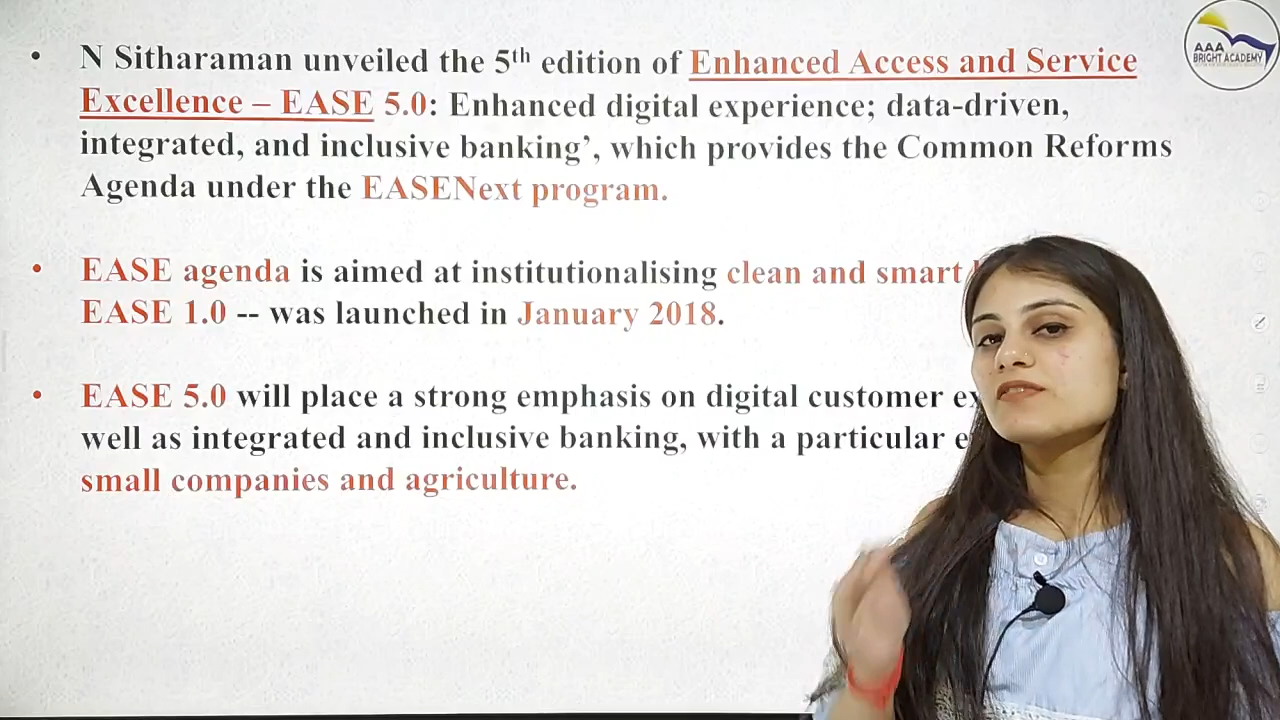 AAA
BRIGHT ACADEMY
• N Sitharaman unveiled the 5th edition of Enhanced Access and Service
Excellence – EASE 5.0: Enhanced digital experience; data-driven,
integrated, and inclusive banking’, which provides the Common Reforms
Agenda under the EASENext program.
• EASE agenda is aimed at institutionalising clean and smart
EASE 1.0 -- was launched in January 2018.
• EASE 5.0 will place a strong emphasis on digital customer
well as integrated and inclusive banking, with a particular
small companies and agriculture.